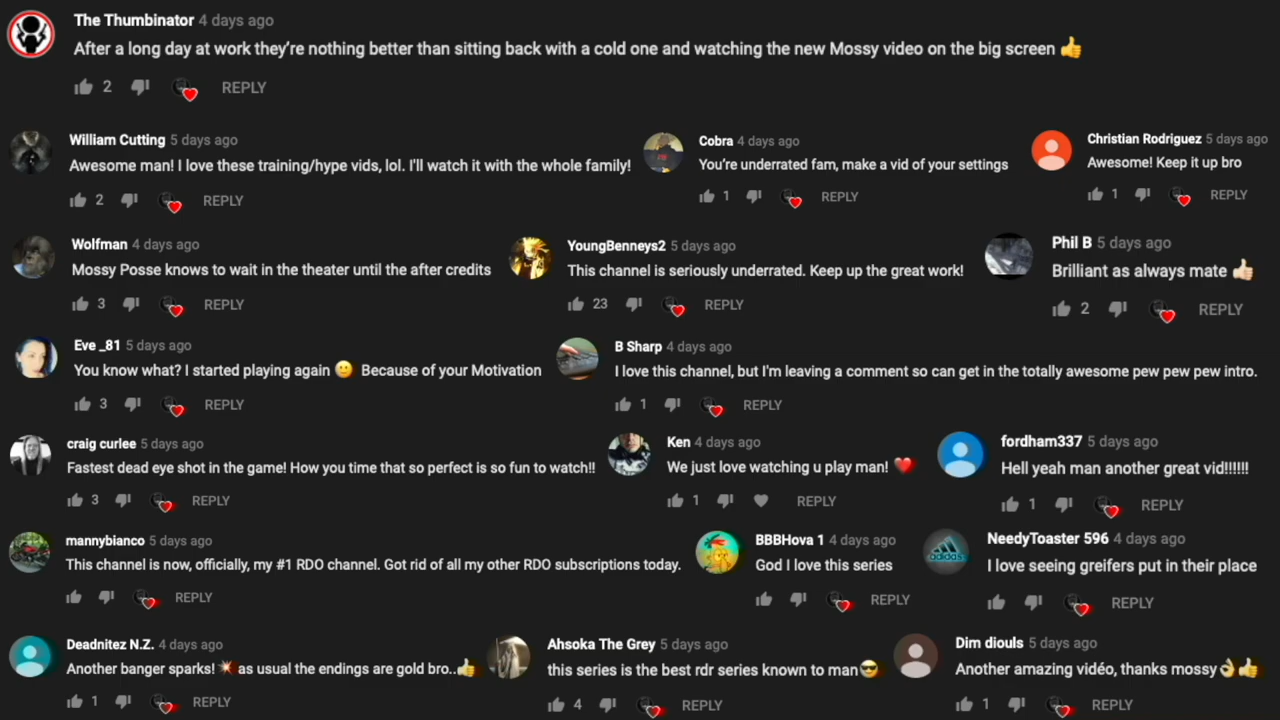 The Thumbinator 4 days ago
After a long day at work they're nothing better than sitting back with a cold one and watching the new Mossy video on the big screen 👍
2 REPLY
William Cutting 5 days ago
Awesome man! I love these training/hype vids, lol. I'll watch it with the whole family!
2 REPLY
Cobra 4 days ago
You're underrated fam, make a vid of your settings
1 REPLY
Christian Rodriguez 5 days ago
Awesome! Keep it up bro
1 REPLY
Wolfman 4 days ago
Mossy Posse knows to wait in the theater until the after credits
3 REPLY
YoungBenneys2 5 days ago
This channel is seriously underrated. Keep up the great work!
23 REPLY
Phil B 5 days ago
Brilliant as always mate 👍🏻
2 REPLY
Eve _81 5 days ago
You know what? I started playing again 🙂 Because of your Motivation
3 REPLY
B Sharp 4 days ago
I love this channel, but I'm leaving a comment so can get in the totally awesome pew pew pew intro.
1 REPLY
craig curlee 5 days ago
Fastest dead eye shot in the game! How you time that so perfect is so fun to watch!!
3 REPLY
Ken 4 days ago
We just love watching u play man! ❤️
1 REPLY
fordham337 5 days ago
Hell yeah man another great vid!!!!!!
1 REPLY
mannybianco 5 days ago
This channel is now, officially, my #1 RDO channel. Got rid of all my other RDO subscriptions today.
REPLY
BBBHova 1 4 days ago
God I love this series
REPLY
adidas
NeedyToaster 596 4 days ago
I love seeing greifers put in their place
REPLY
Deadnitez N.Z. 4 days ago
Another banger sparks! 💥 as usual the endings are gold bro..👍
1 REPLY
Ahsoka The Grey 5 days ago
this series is the best rdr series known to man😎
4 REPLY
Dim diouls 5 days ago
Another amazing vidéo, thanks mossy👌👍
1 REPLY